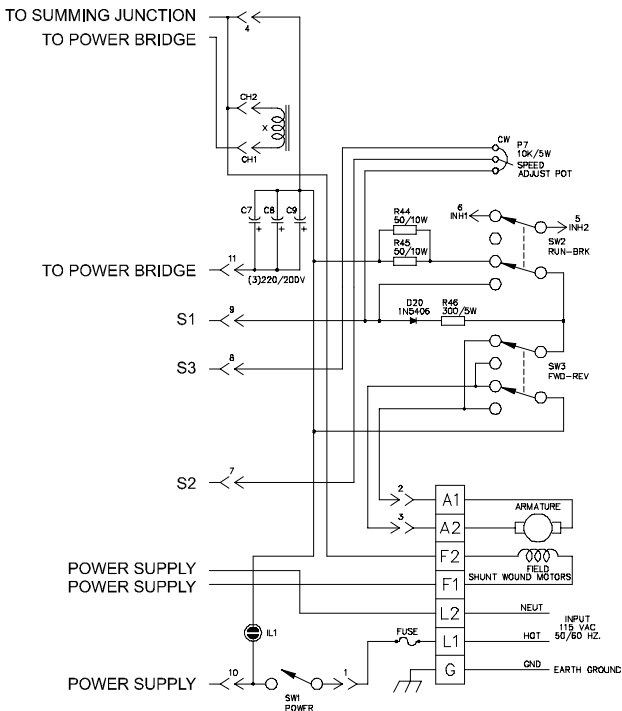 TO SUMMING JUNCTION
4
TO POWER BRIDGE
CH2
X
CH1
CW
P7
10K/5W
SPEED
ADJUST POT
C7
C8
C9
+
+
+
R44
50/10W
R45
50/10W
6
INH1
5
INH2
SW2
RUN-BRK
TO POWER BRIDGE
11
(3)220/200V
S1
9
D20
1N5406
R46
300/5W
S3
8
SW3
FWD-REV
S2
7
2
A1
ARMATURE
3
A2
F2
FIELD
SHUNT WOUND MOTORS
POWER SUPPLY
POWER SUPPLY
F1
L2
NEUT
INPUT
115 VAC
50/60 HZ.
IL1
FUSE
L1
HOT
G
GND
EARTH GROUND
POWER SUPPLY
10
1
SW1
POWER